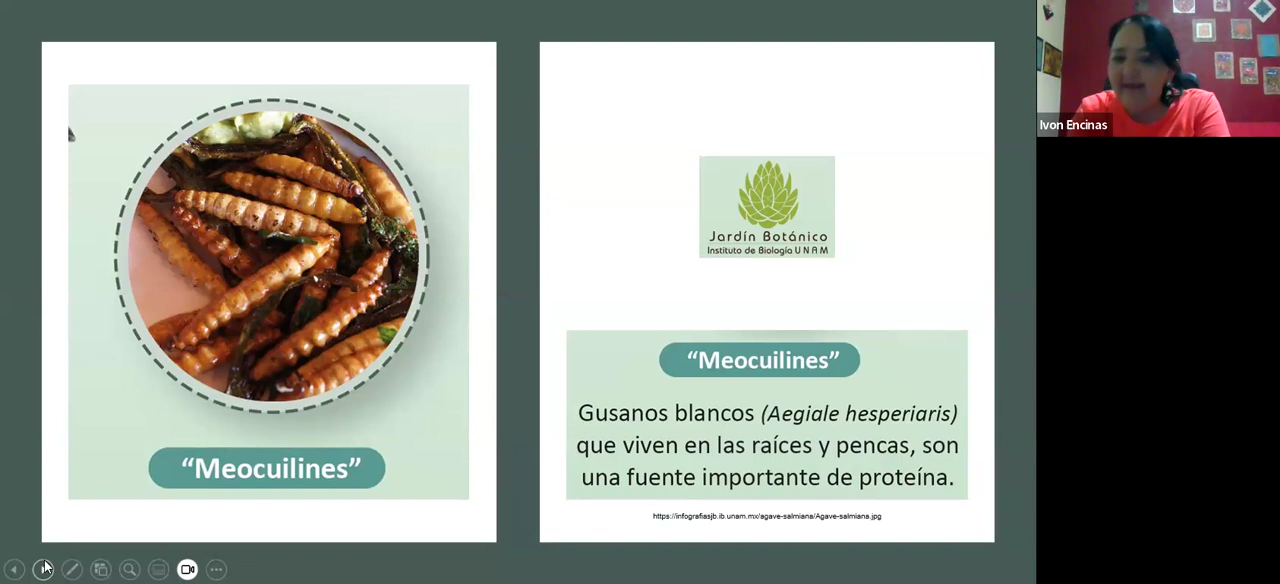 “Meocuilines”
Jardín Botánico
Instituto de Biología UNAM
“Meocuilines”
Gusanos blancos (Aegiale hesperiaris)
que viven en las raíces y pencas, son
una fuente importante de proteína.
https://infografiasjb.ib.unam.mx/agave-salmiana/Agave-salmiana.jpg
Ivon Encinas